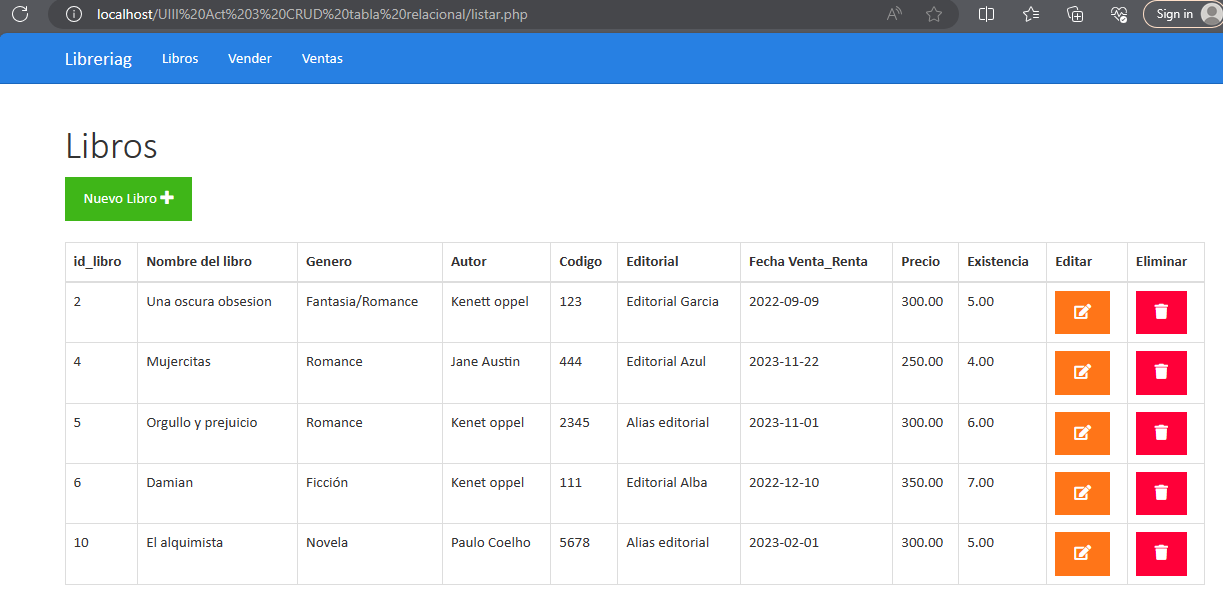 localhost/UIII%20Act%203%20CRUD%20tabla%20relacional/listar.php
Sign in
Libreriag Libros Vender Ventas
Libros
Nuevo Libro
id_libro Nombre del libro Genero Autor Codigo Editorial Fecha Venta_Renta Precio Existencia Editar Eliminar
2 Una oscura obsesion Fantasia/Romance Kenett oppel 123 Editorial Garcia 2022-09-09 300.00 5.00
4 Mujercitas Romance Jane Austin 444 Editorial Azul 2023-11-22 250.00 4.00
5 Orgullo y prejuicio Romance Kenet oppel 2345 Alias editorial 2023-11-01 300.00 6.00
6 Damian Ficción Kenet oppel 111 Editorial Alba 2022-12-10 350.00 7.00
10 El alquimista Novela Paulo Coelho 5678 Alias editorial 2023-02-01 300.00 5.00